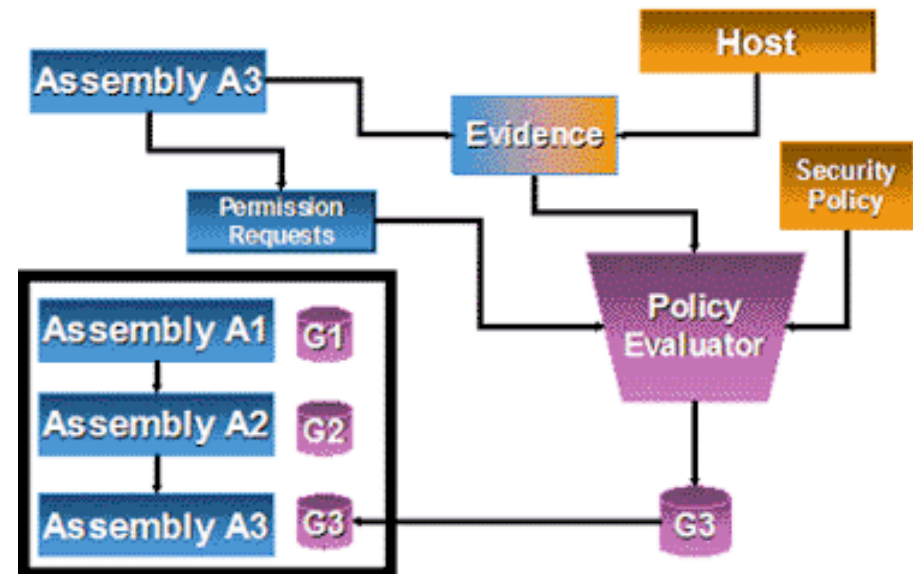 Host
Assembly A3
Evidence
Security
Policy
Permission
Requests
Policy
Evaluator
Assembly A1
G1
Assembly A2
G2
Assembly A3
G3
G3